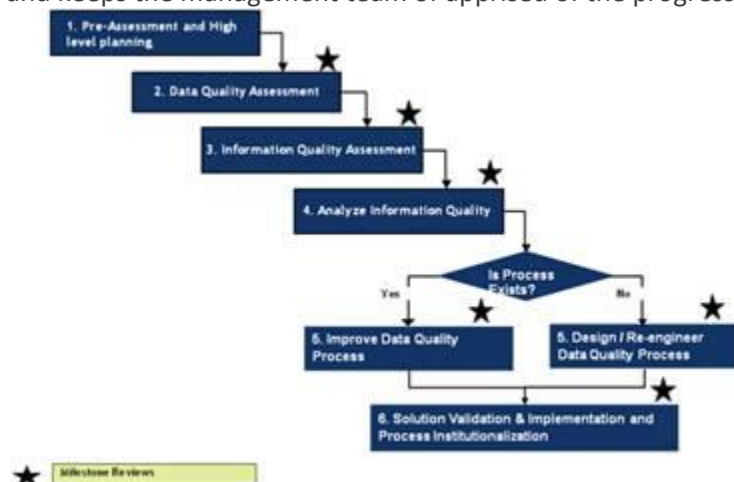 and keeps the management team of apprised of the progress
1. Pre-Assessment and High
level planning
2. Data Quality Assessment
3. Information Quality Assessment
4. Analyze Information Quality
Is Process
Exists?
Yes
No
5. Improve Data Quality
Process
5. Design / Re-engineer
Data Quality Process
6. Solution Validation & Implementation and
Process Institutionalization
Milestone Reviews